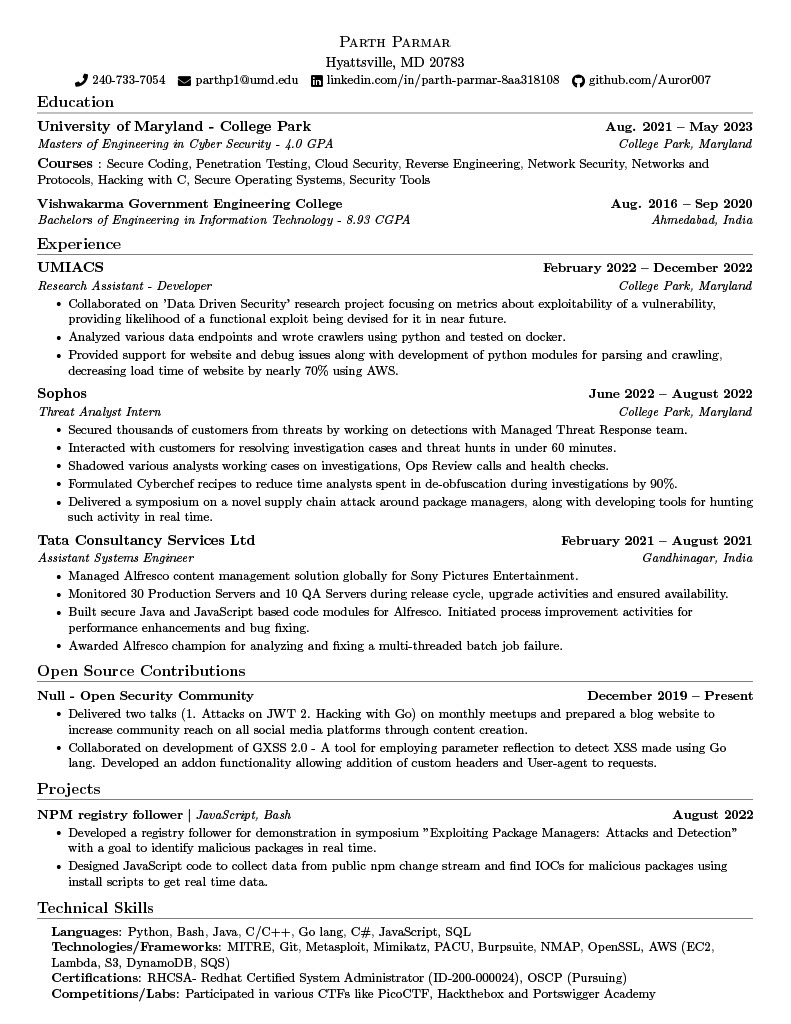 Parth Parmar
Hyattsville, MD 20783
240-733-7054 parthp1@umd.edu linkedin.com/in/parth-parmar-8aa318108 github.com/Auror007
Education
University of Maryland - College Park Aug. 2021 – May 2023
Masters of Engineering in Cyber Security - 4.0 GPA College Park, Maryland
Courses : Secure Coding, Penetration Testing, Cloud Security, Reverse Engineering, Network Security, Networks and
Protocols, Hacking with C, Secure Operating Systems, Security Tools
Vishwakarma Government Engineering College Aug. 2016 – Sep 2020
Bachelors of Engineering in Information Technology - 8.93 CGPA Ahmedabad, India
Experience
UMIACS February 2022 – December 2022
Research Assistant - Developer College Park, Maryland
• Collaborated on 'Data Driven Security' research project focusing on metrics about exploitability of a vulnerability,
providing likelihood of a functional exploit being devised for it in near future.
• Analyzed various data endpoints and wrote crawlers using python and tested on docker.
• Provided support for website and debug issues along with development of python modules for parsing and crawling,
decreasing load time of website by nearly 70% using AWS.
Sophos June 2022 – August 2022
Threat Analyst Intern College Park, Maryland
• Secured thousands of customers from threats by working on detections with Managed Threat Response team.
• Interacted with customers for resolving investigation cases and threat hunts in under 60 minutes.
• Shadowed various analysts working cases on investigations, Ops Review calls and health checks.
• Formulated Cyberchef recipes to reduce time analysts spent in de-obfuscation during investigations by 90%.
• Delivered a symposium on a novel supply chain attack around package managers, along with developing tools for hunting
such activity in real time.
Tata Consultancy Services Ltd February 2021 – August 2021
Assistant Systems Engineer Gandhinagar, India
• Managed Alfresco content management solution globally for Sony Pictures Entertainment.
• Monitored 30 Production Servers and 10 QA Servers during release cycle, upgrade activities and ensured availability.
• Built secure Java and JavaScript based code modules for Alfresco. Initiated process improvement activities for
performance enhancements and bug fixing.
• Awarded Alfresco champion for analyzing and fixing a multi-threaded batch job failure.
Open Source Contributions
Null - Open Security Community December 2019 – Present
• Delivered two talks (1. Attacks on JWT 2. Hacking with Go) on monthly meetups and prepared a blog website to
increase community reach on all social media platforms through content creation.
• Collaborated on development of GXSS 2.0 - A tool for employing parameter reflection to detect XSS made using Go
lang. Developed an addon functionality allowing addition of custom headers and User-agent to requests.
Projects
NPM registry follower | JavaScript, Bash August 2022
• Developed a registry follower for demonstration in symposium "Exploiting Package Managers: Attacks and Detection"
with a goal to identify malicious packages in real time.
• Designed JavaScript code to collect data from public npm change stream and find IOCs for malicious packages using
install scripts to get real time data.
Technical Skills
Languages: Python, Bash, Java, C/C++, Go lang, C#, JavaScript, SQL
Technologies/Frameworks: MITRE, Git, Metasploit, Mimikatz, PACU, Burpsuite, NMAP, OpenSSL, AWS (EC2,
Lambda, S3, DynamoDB, SQS)
Certifications: RHCSA- Redhat Certified System Administrator (ID-200-000024), OSCP (Pursuing)
Competitions/Labs: Participated in various CTFs like PicoCTF, Hackthebox and Portswigger Academy